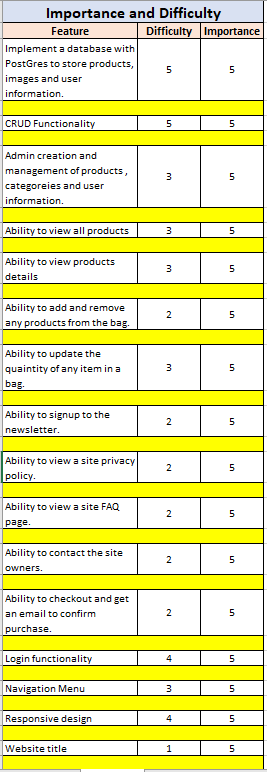 Importance and Difficulty
Feature Difficulty Importance
Implement a database with
PostGres to store products,
images and user
information. 5 5
CRUD Functionality 5 5
Admin creation and
management of products ,
categoreies and user
information. 3 5
Ability to view all products 3 5
Ability to view products
details 3 5
Ability to add and remove
any products from the bag. 2 5
Ability to update the
quaintity of any item in a
bag. 3 5
Ability to signup to the
newsletter. 2 5
Ability to view a site privacy
policy. 2 5
Ability to view a site FAQ
page. 2 5
Ability to contact the site
owners. 2 5
Ability to checkout and get
an email to confirm
purchase. 2 5
Login functionality 4 5
Navigation Menu 3 5
Responsive design 4 5
Website title 1 5